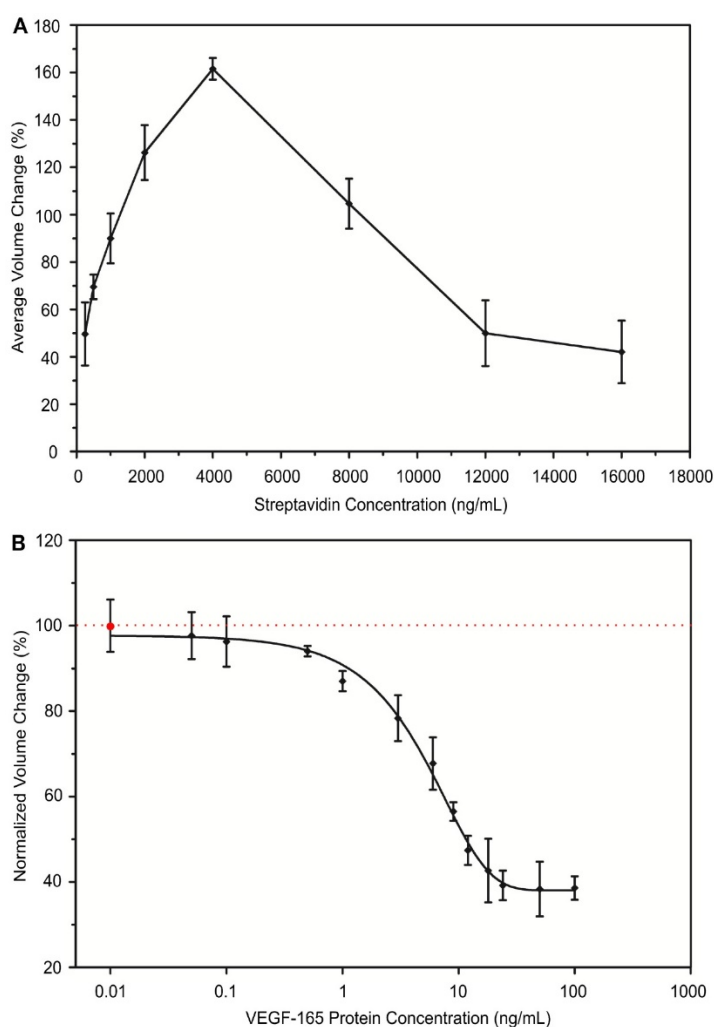 A
180
160
140
120
100
80
60
40
20
0
Average Volume Change (%)
0 2000 4000 6000 8000 10000 12000 14000 16000 18000
Streptavidin Concentration (ng/mL)
B
120
100
80
60
40
20
Normalized Volume Change (%)
0.01 0.1 1 10 100 1000
VEGF-165 Protein Concentration (ng/mL)